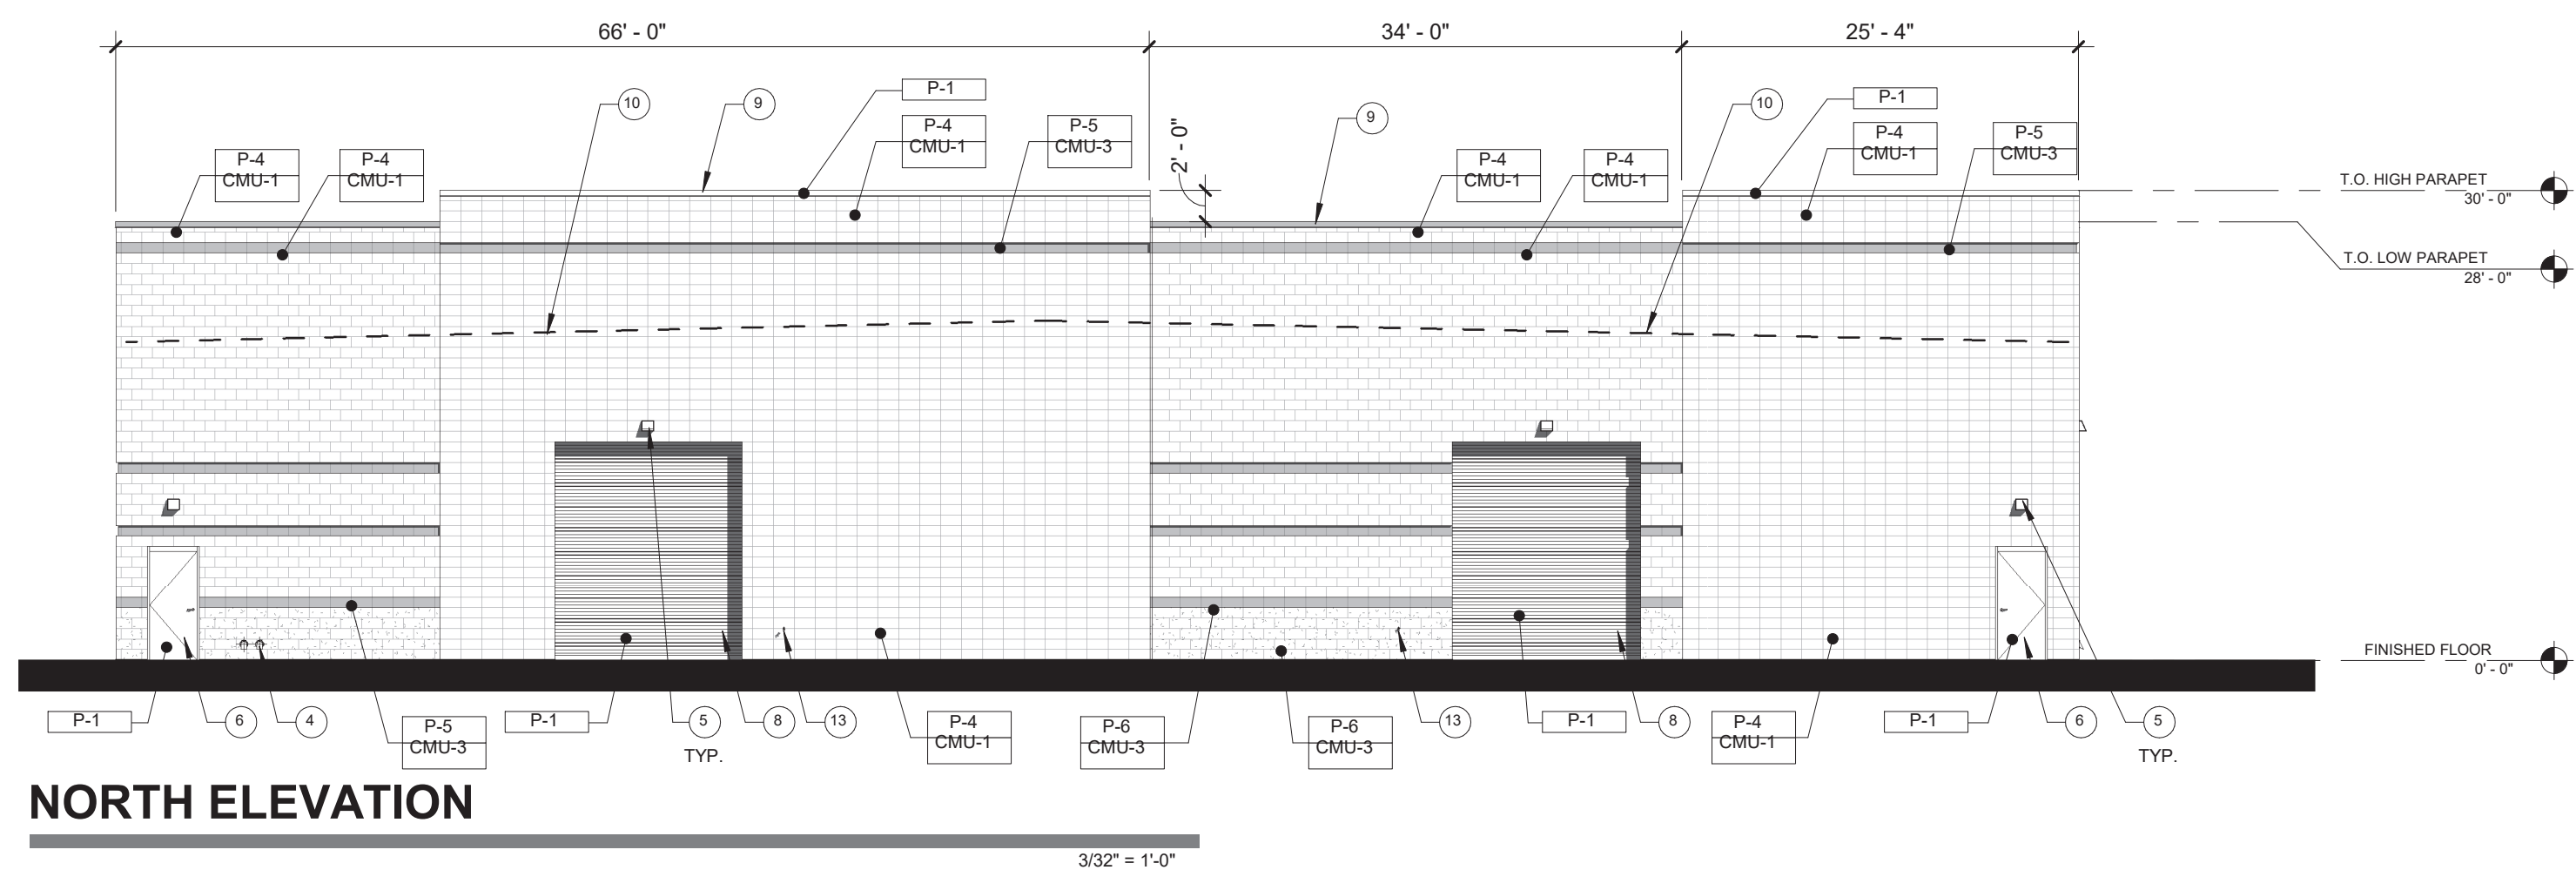 66' - 0"
34' - 0"
25' - 4"
10
9
P-1
P-4
CMU-1
P-5
CMU-3
2' - 0"
9
10
P-1
P-4
CMU-1
P-5
CMU-3
P-4
CMU-1
P-4
CMU-1
P-4
CMU-1
P-4
CMU-1
T.O. HIGH PARAPET
30' - 0"
T.O. LOW PARAPET
28' - 0"
FINISHED FLOOR
0' - 0"
P-1
6
4
P-5
CMU-3
P-1
5
TYP.
8
13
P-4
CMU-1
P-6
CMU-3
P-6
CMU-3
13
P-1
8
P-4
CMU-1
P-1
6
5
TYP.
NORTH ELEVATION
3/32" = 1'-0"